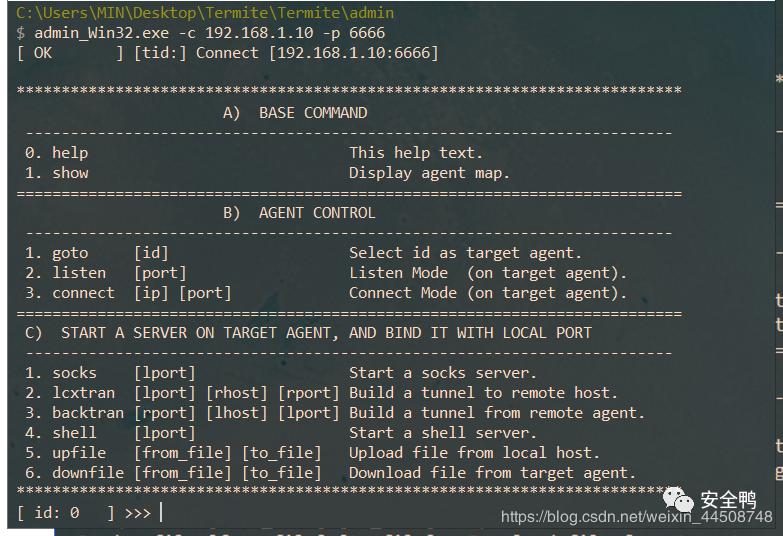 C:\Users\MIN\Desktop\Termite\Termite\admin
$ admin_Win32.exe -c 192.168.1.10 -p 6666
[ OK       ] [tid:] Connect [192.168.1.10:6666]
**************************************************************************
A)  BASE COMMAND
------------------------------------------------------------------------
0. help                             This help text.
1. show                             Display agent map.
==========================================================================
B)  AGENT CONTROL
------------------------------------------------------------------------
1. goto     [id]                    Select id as target agent.
2. listen   [port]                  Listen Mode  (on target agent).
3. connect  [ip] [port]             Connect Mode (on target agent).
==========================================================================
C)  START A SERVER ON TARGET AGENT, AND BIND IT WITH LOCAL PORT
------------------------------------------------------------------------
1. socks    [lport]                 Start a socks server.
2. lcxtran  [lport] [rhost] [rport] Build a tunnel to remote host.
3. backtran [rport] [lhost] [lport] Build a tunnel from remote agent.
4. shell    [lport]                 Start a shell server.
5. upfile   [from_file] [to_file]   Upload file from local host.
6. downfile [from_file] [to_file]   Download file from target agent.
**************************************************************************
[ id: 0   ] >>>
安全鸭
https://blog.csdn.net/weixin_44508748